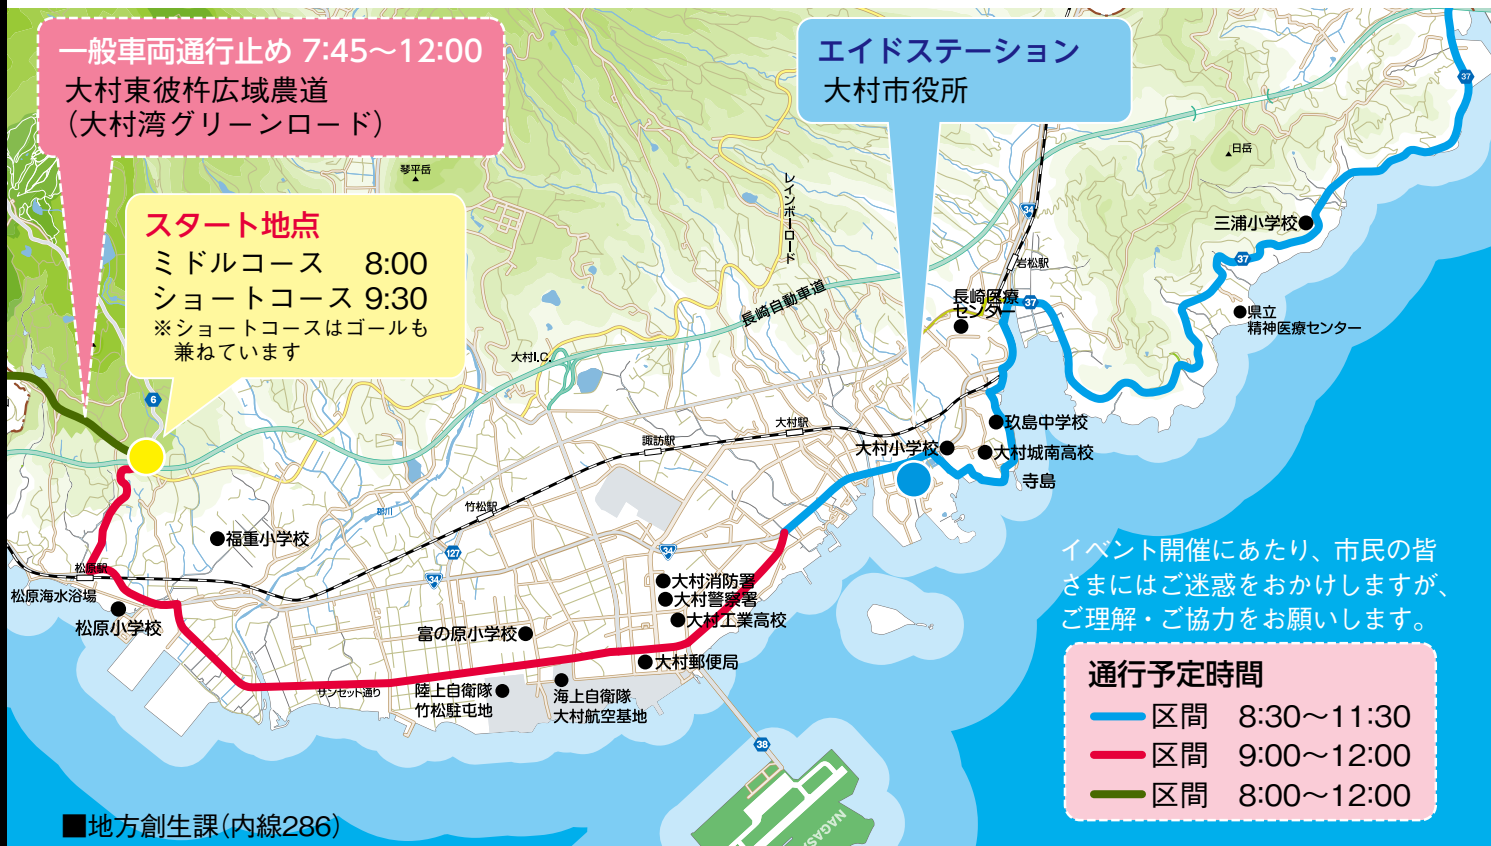 一般車両通行止め 7:45〜12:00
大村東彼杵広域農道
（大村湾グリーンロード）
エイドステーション
大村市役所
スタート地点
ミドルコース 8:00
ショートコース 9:30
※ショートコースはゴールも
兼ねています
琴平岳
レインボーロード
日岳
34
37
三浦小学校
岩松駅
37
37
長崎医療
センター
県立
精神医療センター
長崎自動車道
大村I.C.
6
大村駅
諏訪駅
玖島中学校
大村小学校
大村城南高校
寺島
竹松駅
郡川
福重小学校
127
34
34
松原駅
松原海水浴場
松原小学校
大村消防署
大村警察署
大村工業高校
富の原小学校
大村郵便局
サンセット通り
陸上自衛隊
竹松駐屯地
海上自衛隊
大村航空基地
38
NAGASA
イベント開催にあたり、市民の皆
さまにはご迷惑をおかけしますが、
ご理解・ご協力をお願いします。
通行予定時間
区間 8:30〜11:30
区間 9:00〜12:00
区間 8:00〜12:00
■地方創生課（内線286）